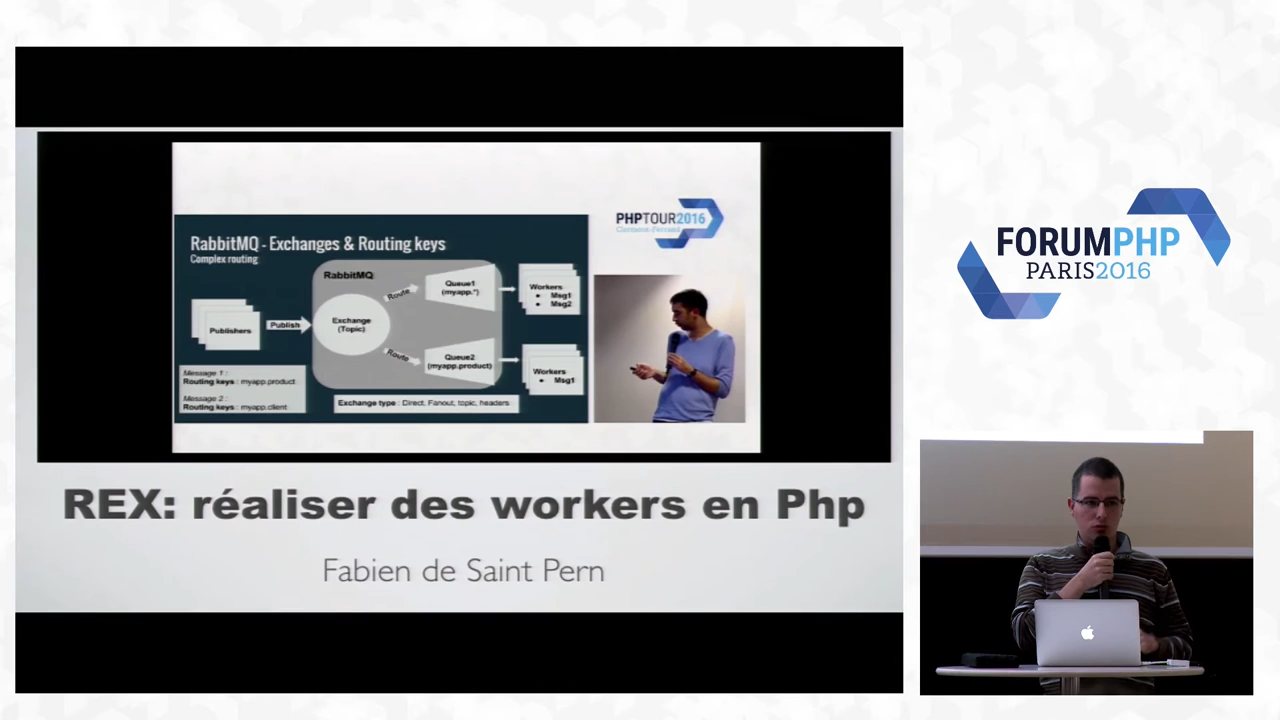 PHPTOUR2016
Clermont-Ferrand
RabbitMQ - Exchanges & Routing keys
Complex routing
RabbitMQ
Publishers
Publish
Exchange
(Topic)
Route
Route
Queue1
(myapp.*)
Queue2
(myapp.product)
Workers
● Msg1
● Msg2
Workers
● Msg1
Message 1 :
Routing keys : myapp.product
Message 2 :
Routing keys : myapp.client
Exchange type : Direct, Fanout, topic, headers
REX: réaliser des workers en Php
Fabien de Saint Pern
FORUMPHP
PARIS2016